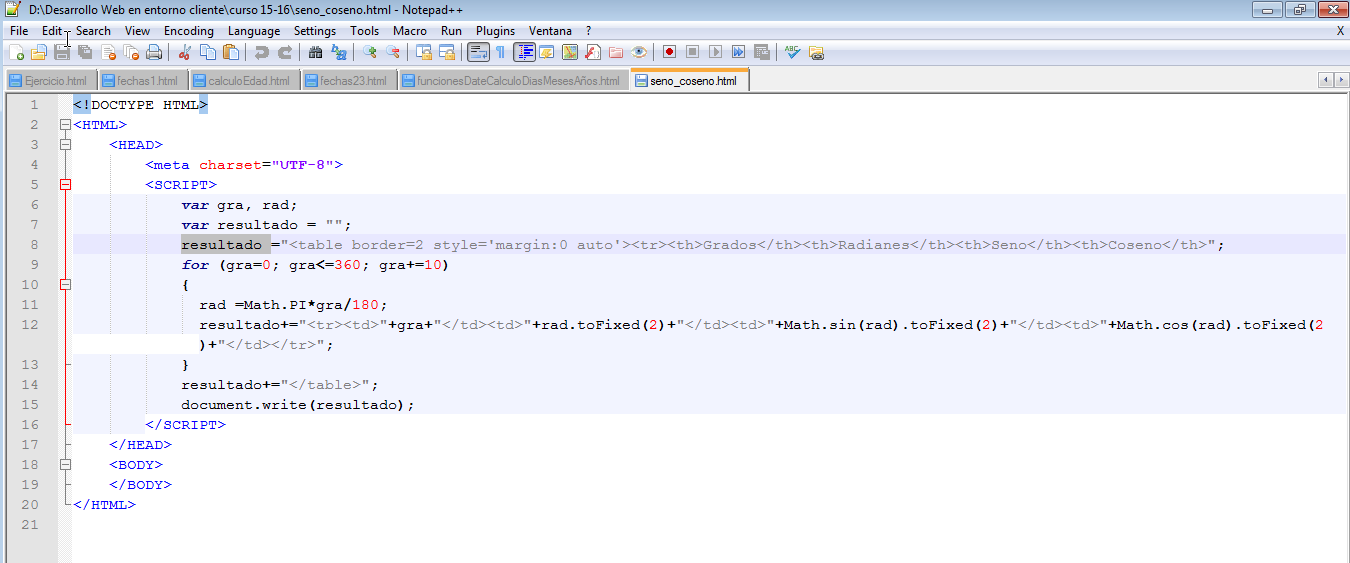 D:\Desarrollo Web en entorno cliente\curso 15-16\seno_coseno.html - Notepad++
File Edit Search View Encoding Language Settings Tools Macro Run Plugins Ventana ? X
Ejercicio.html fechas1.html calculoEdad.html fechas23.html funcionesDateCalculoDiasMesesAños.html seno_coseno.html
1 <!DOCTYPE HTML>
2 <HTML>
3 <HEAD>
4 <meta charset="UTF-8">
5 <SCRIPT>
6 var gra, rad;
7 var resultado = "";
8 resultado ="<table border=2 style='margin:0 auto'><tr><th>Grados</th><th>Radianes</th><th>Seno</th><th>Coseno</th>";
9 for (gra=0; gra<=360; gra+=10)
10 {
11 rad =Math.PI*gra/180;
12 resultado+="<tr><td>"+gra+"</td><td>"+rad.toFixed(2)+"</td><td>"+Math.sin(rad).toFixed(2)+"</td><td>"+Math.cos(rad).toFixed(2
)+"</td></tr>";
13 }
14 resultado+="</table>";
15 document.write(resultado);
16 </SCRIPT>
17 </HEAD>
18 <BODY>
19 </BODY>
20 </HTML>
21